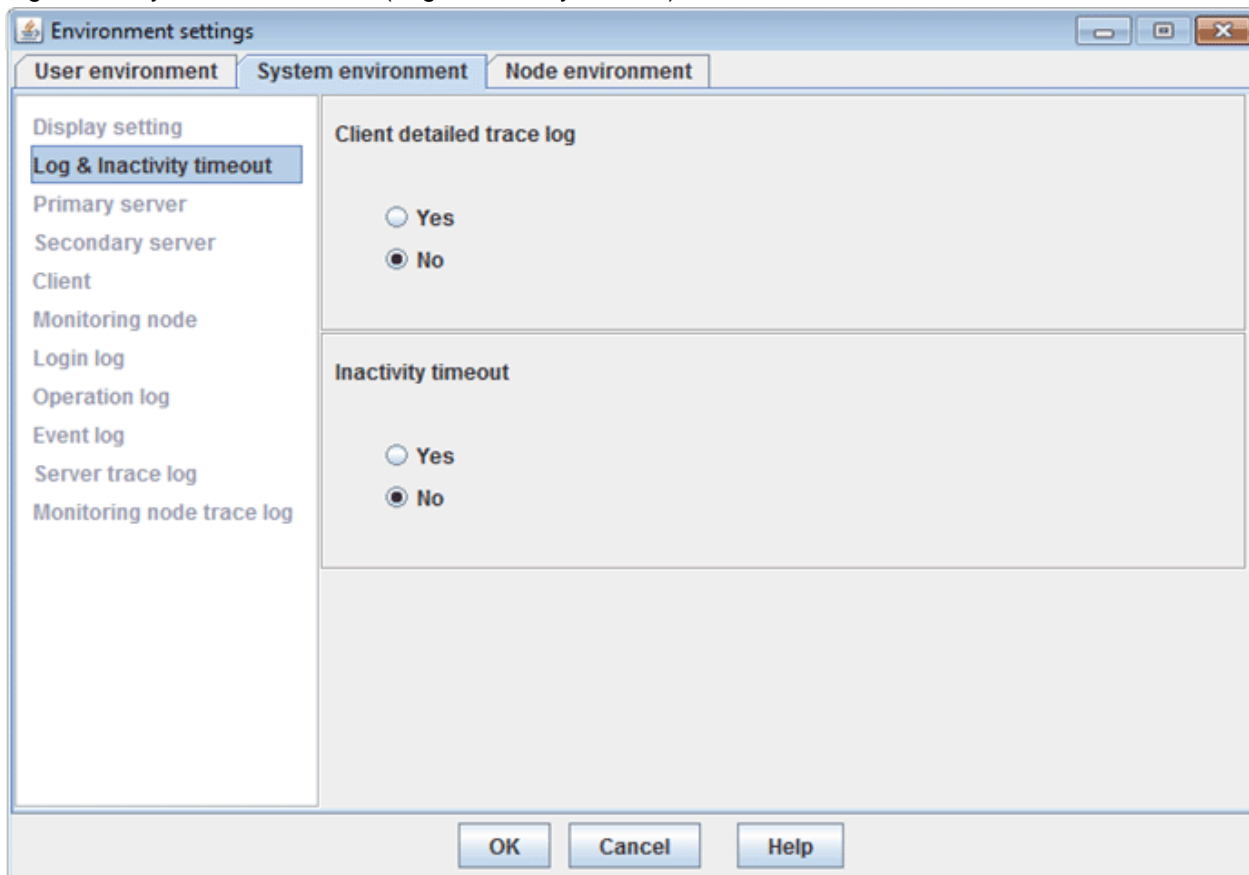 Environment settings
User environment System environment Node environment
Display setting
Log & Inactivity timeout
Primary server
Secondary server
Client
Monitoring node
Login log
Operation log
Event log
Server trace log
Monitoring node trace log
Client detailed trace log
Yes
No
Inactivity timeout
Yes
No
OK Cancel Help